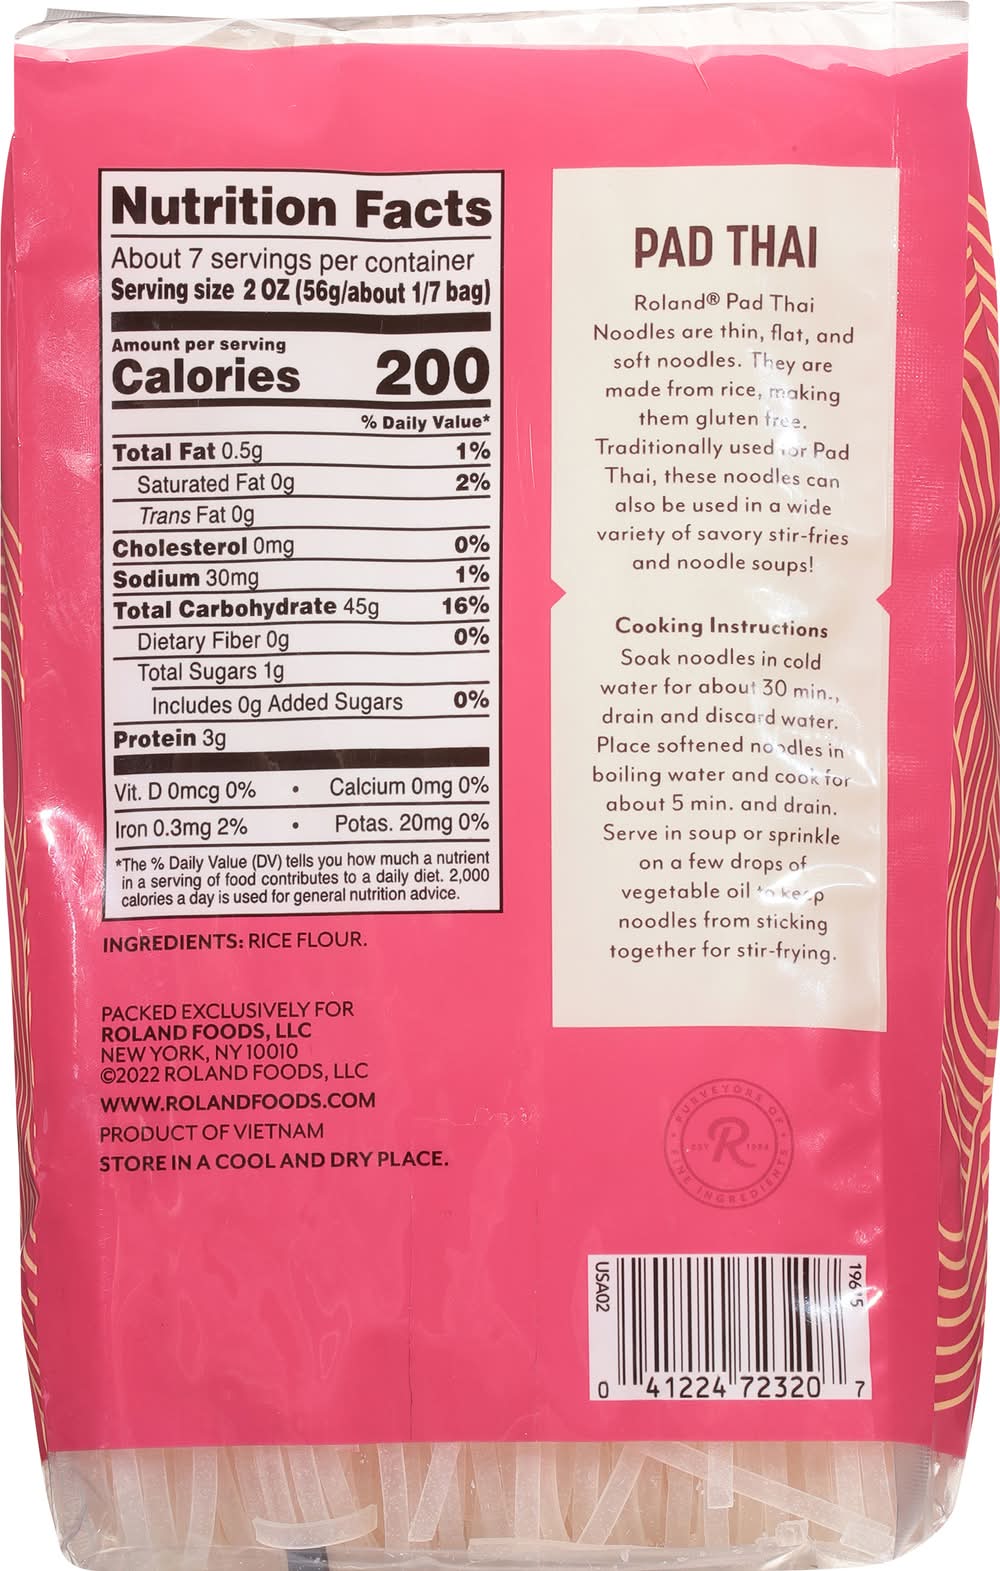 Nutrition Facts
About 7 servings per container
Serving size 2 OZ (56g/about 1/7 bag)
Amount per serving
Calories 200
% Daily Value*
Total Fat 0.5g 1%
Saturated Fat 0g 2%
Trans Fat 0g
Cholesterol 0mg 0%
Sodium 30mg 1%
Total Carbohydrate 45g 16%
Dietary Fiber 0g 0%
Total Sugars 1g
Includes 0g Added Sugars 0%
Protein 3g
Vit. D 0mcg 0% • Calcium 0mg 0%
Iron 0.3mg 2% • Potas. 20mg 0%
*The % Daily Value (DV) tells you how much a nutrient
in a serving of food contributes to a daily diet. 2,000
calories a day is used for general nutrition advice.
INGREDIENTS: RICE FLOUR.
PACKED EXCLUSIVELY FOR
ROLAND FOODS, LLC
NEW YORK, NY 10010
©2022 ROLAND FOODS, LLC
WWW.ROLANDFOODS.COM
PRODUCT OF VIETNAM
STORE IN A COOL AND DRY PLACE.
PAD THAI
Roland® Pad Thai
Noodles are thin, flat, and
soft noodles. They are
made from rice, making
them gluten free.
Traditionally used for Pad
Thai, these noodles can
also be used in a wide
variety of savory stir-fries
and noodle soups!
Cooking Instructions
Soak noodles in cold
water for about 30 min.,
drain and discard water.
Place softened noodles in
boiling water and cook for
about 5 min. and drain.
Serve in soup or sprinkle
on a few drops of
vegetable oil to keep
noodles from sticking
together for stir-frying.
PURVEYORS OF
EST R 1934
FINE INGREDIENTS
USA02
0 41224 72320 7